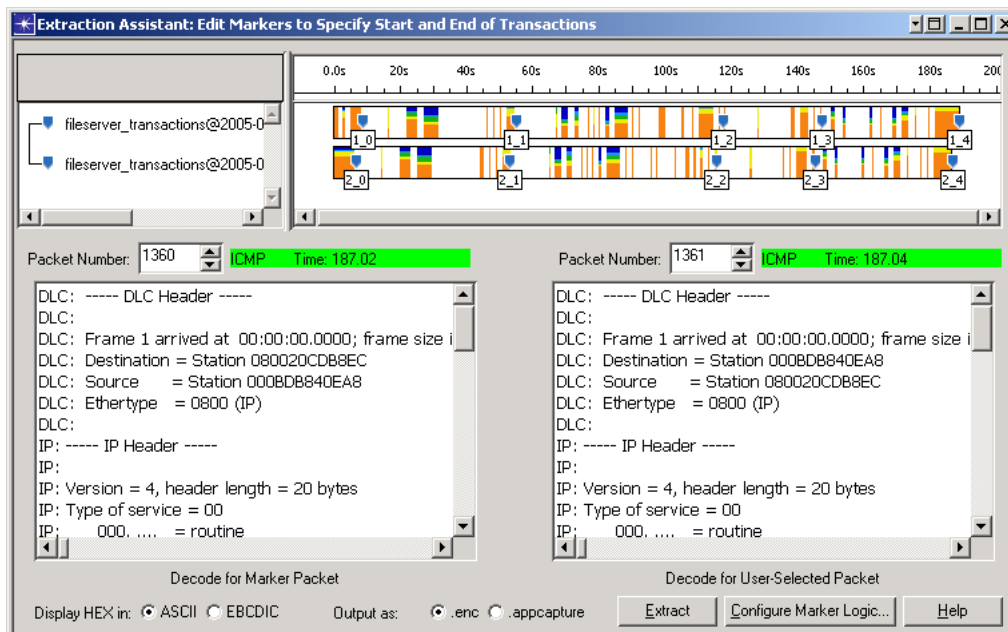 Extraction Assistant: Edit Markers to Specify Start and End of Transactions
0.0s 20s 40s 60s 80s 100s 120s 140s 160s 180s 20
fileserver_transactions@2005-0
fileserver_transactions@2005-0
1_0 1_1 1_2 1_3 1_4
2_0 2_1 2_2 2_3 2_4
Packet Number: 1360 ICMP Time: 187.02
DLC: ----- DLC Header -----
DLC:
DLC: Frame 1 arrived at 00:00:00.0000; frame size i
DLC: Destination = Station 080020CDB8EC
DLC: Source = Station 000BDB840EA8
DLC: Ethertype = 0800 (IP)
DLC:
IP: ----- IP Header -----
IP:
IP: Version = 4, header length = 20 bytes
IP: Type of service = 00
IP: 000. .... = routine
Decode for Marker Packet
Packet Number: 1361 ICMP Time: 187.04
DLC: ----- DLC Header -----
DLC:
DLC: Frame 1 arrived at 00:00:00.0000; frame size i
DLC: Destination = Station 000BDB840EA8
DLC: Source = Station 080020CDB8EC
DLC: Ethertype = 0800 (IP)
DLC:
IP: ----- IP Header -----
IP:
IP: Version = 4, header length = 20 bytes
IP: Type of service = 00
IP: 000. .... = routine
Decode for User-Selected Packet
Display HEX in: ASCII EBCDIC Output as: .enc .appcapture Extract Configure Marker Logic... Help